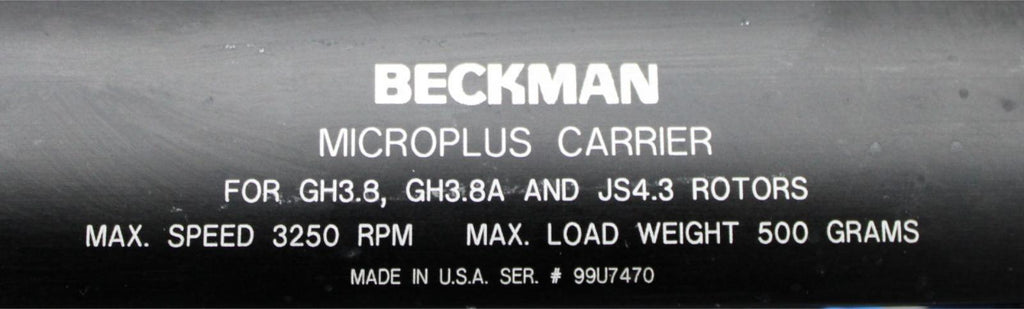 BECKMAN
MICROPLUS CARRIER
FOR GH3.8, GH3.8A AND JS4.3 ROTORS
MAX. SPEED 3250 RPM MAX. LOAD WEIGHT 500 GRAMS
MADE IN U.S.A. SER. # 99U7470